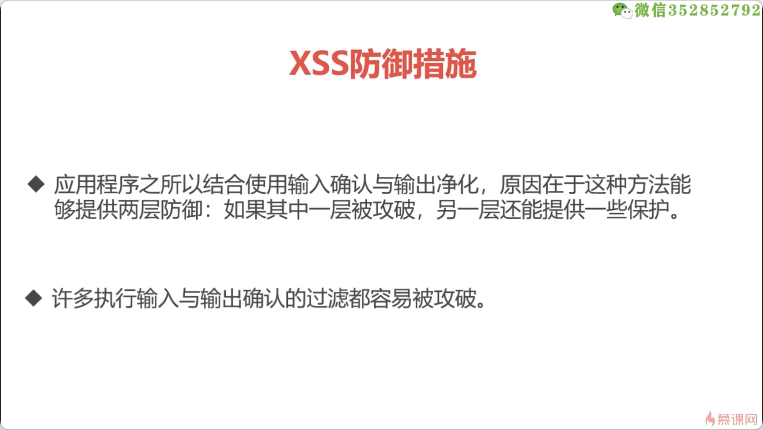 微信352852792
XSS防御措施
◆ 应用程序之所以结合使用输入确认与输出净化，原因在于这种方法能
够提供两层防御：如果其中一层被攻破，另一层还能提供一些保护。
◆ 许多执行输入与输出确认的过滤都容易被攻破。
慕课网